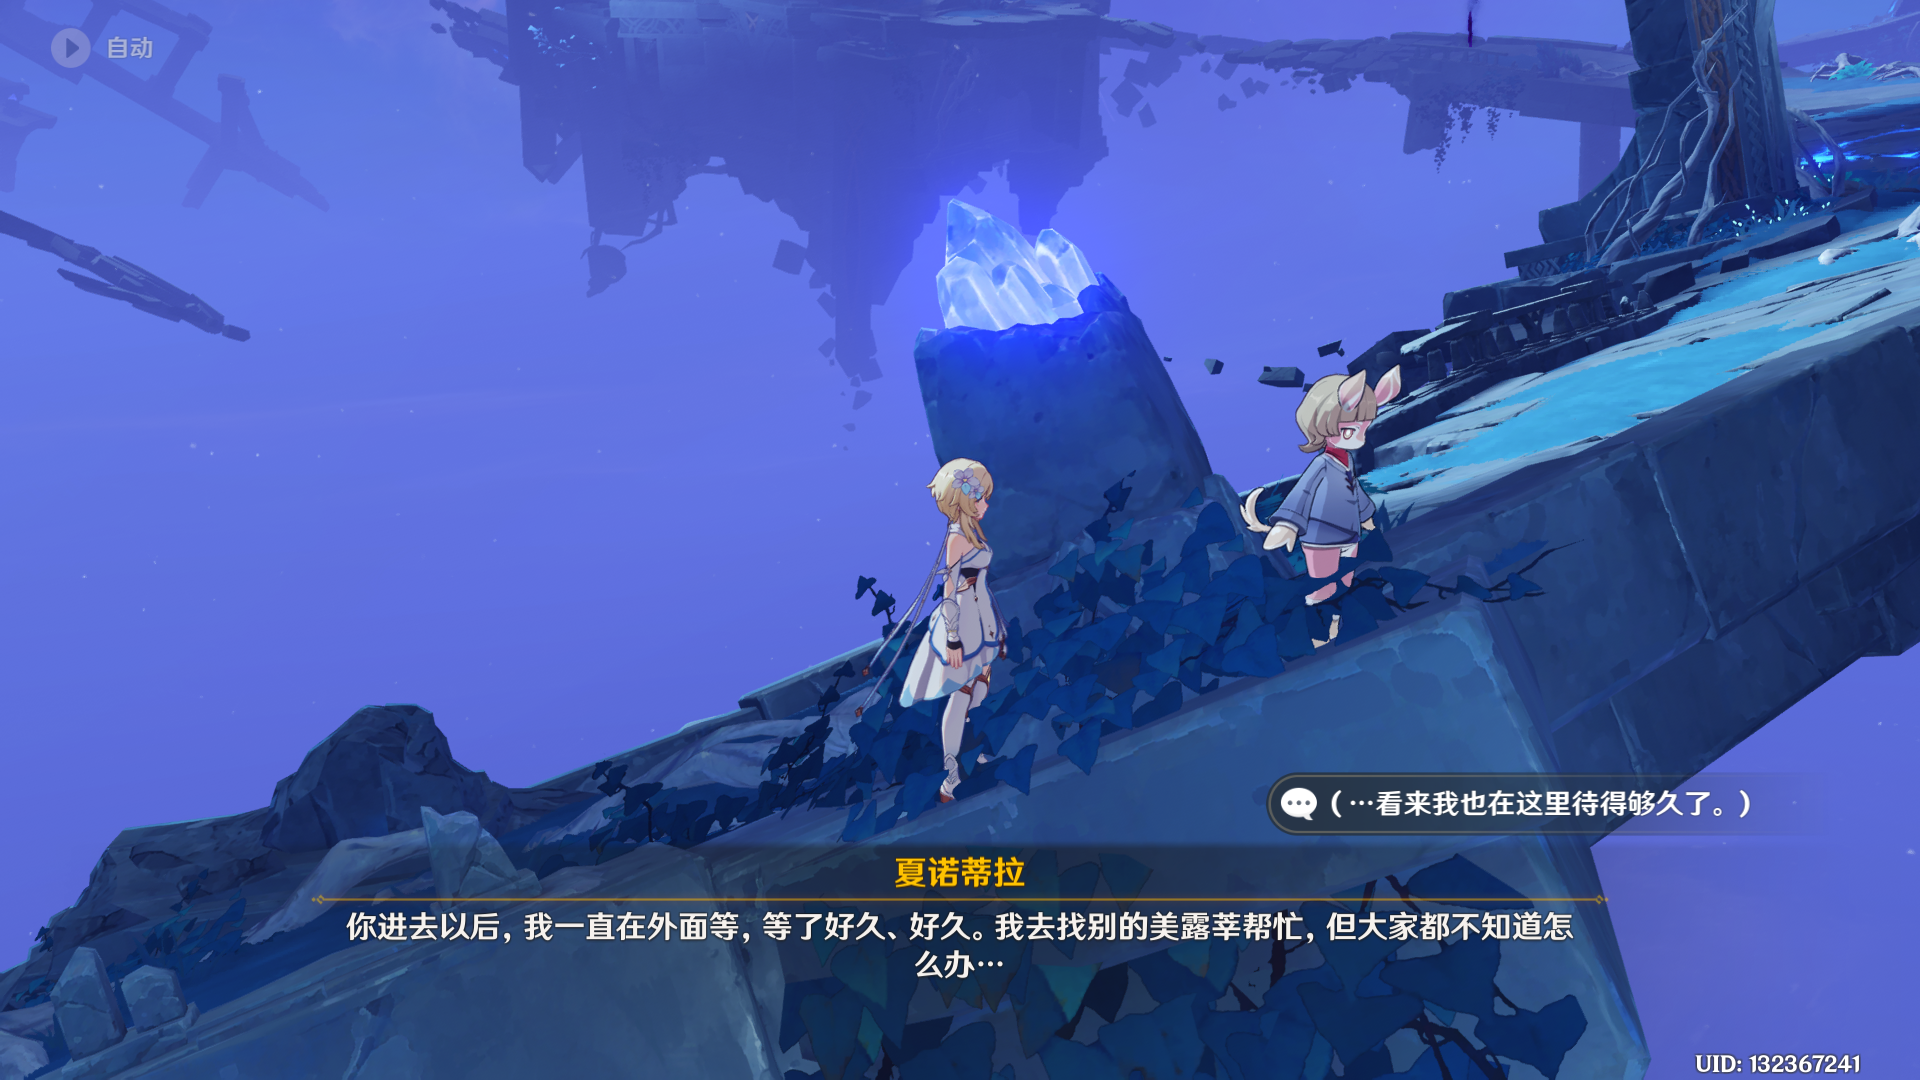 自动
(…看来我也在这里待得够久了。)
夏诺蒂拉
你进去以后，我一直在外面等，等了好久、好久。我去找别的美露莘帮忙，但大家都不知道怎
么办…
UID: 132367241